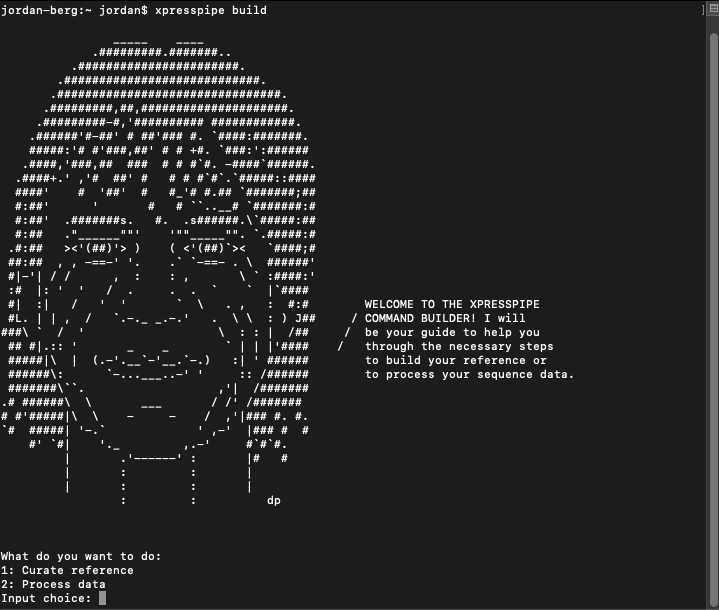 jordan-berg:~ jordan$ xpresspipe build
WELCOME TO THE XPRESSPIPE
COMMAND BUILDER! I will
be your guide to help you
through the necessary steps
to build your reference or
to process your sequence data.
dp
What do you want to do:
1: Curate reference
2: Process data
Input choice: